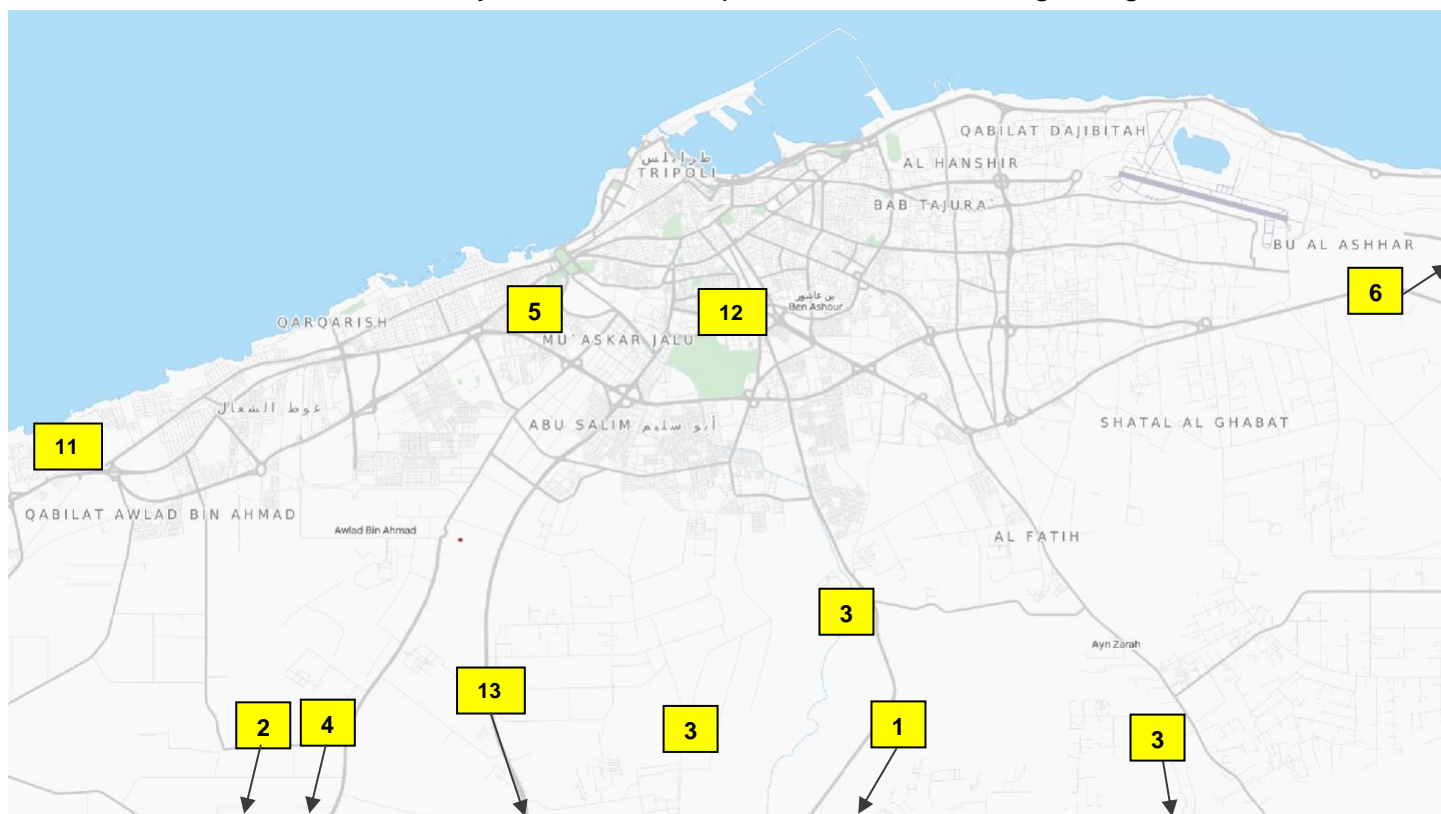 QABILAT DAJIBITAH
طرابلس
TRIPOLI
AL HANSHIR
BAB TAJURA`
BU AL ASHHAR
6
5
12
بن عاشور
Ben Ashour
QARQARISH
MU`ASKAR JALU
غوط الشعال
ABU SALIM أبو سليم
SHATAL AL GHABAT
11
QABILAT AWLAD BIN AHMAD
Awlad Bin Ahmad
AL FATIH
3
Ayn Zarah
13
2
4
3
1
3